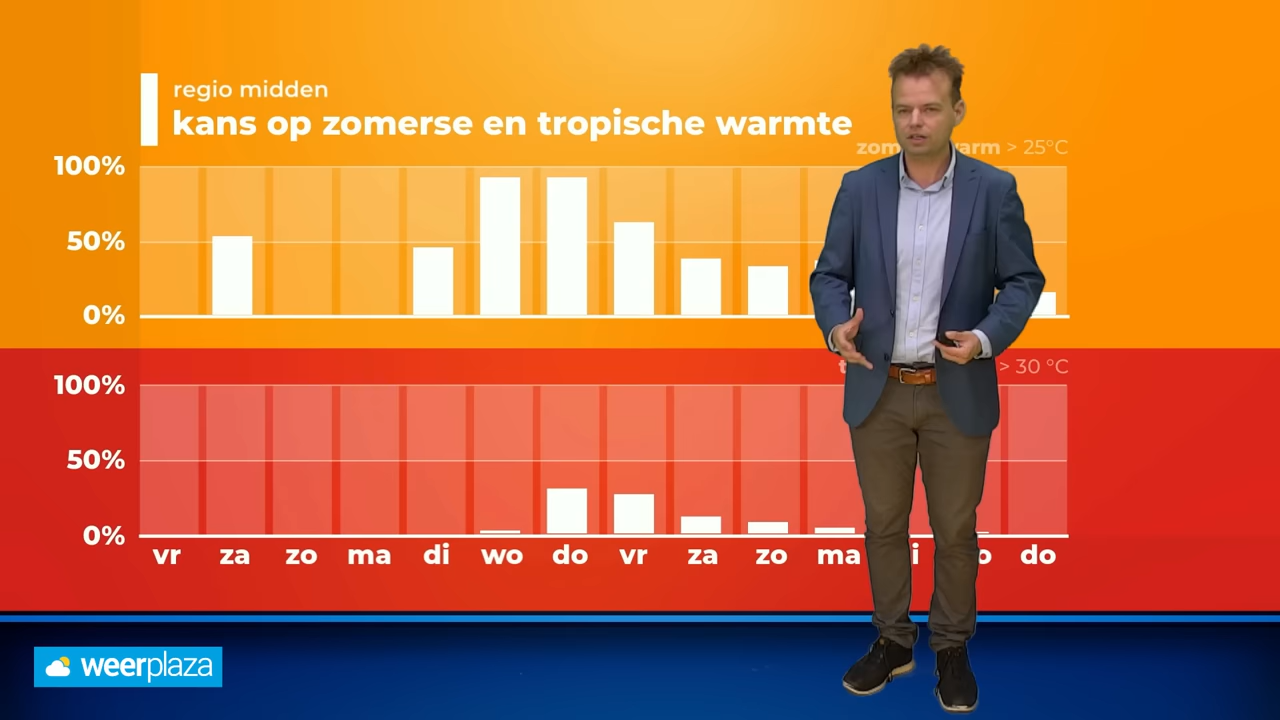 regio midden
kans op zomerse en tropische warmte
> 25°C
100%
50%
0%
> 30 °C
100%
50%
0%
vr za zo ma di wo do vr za zo ma do
weerplaza